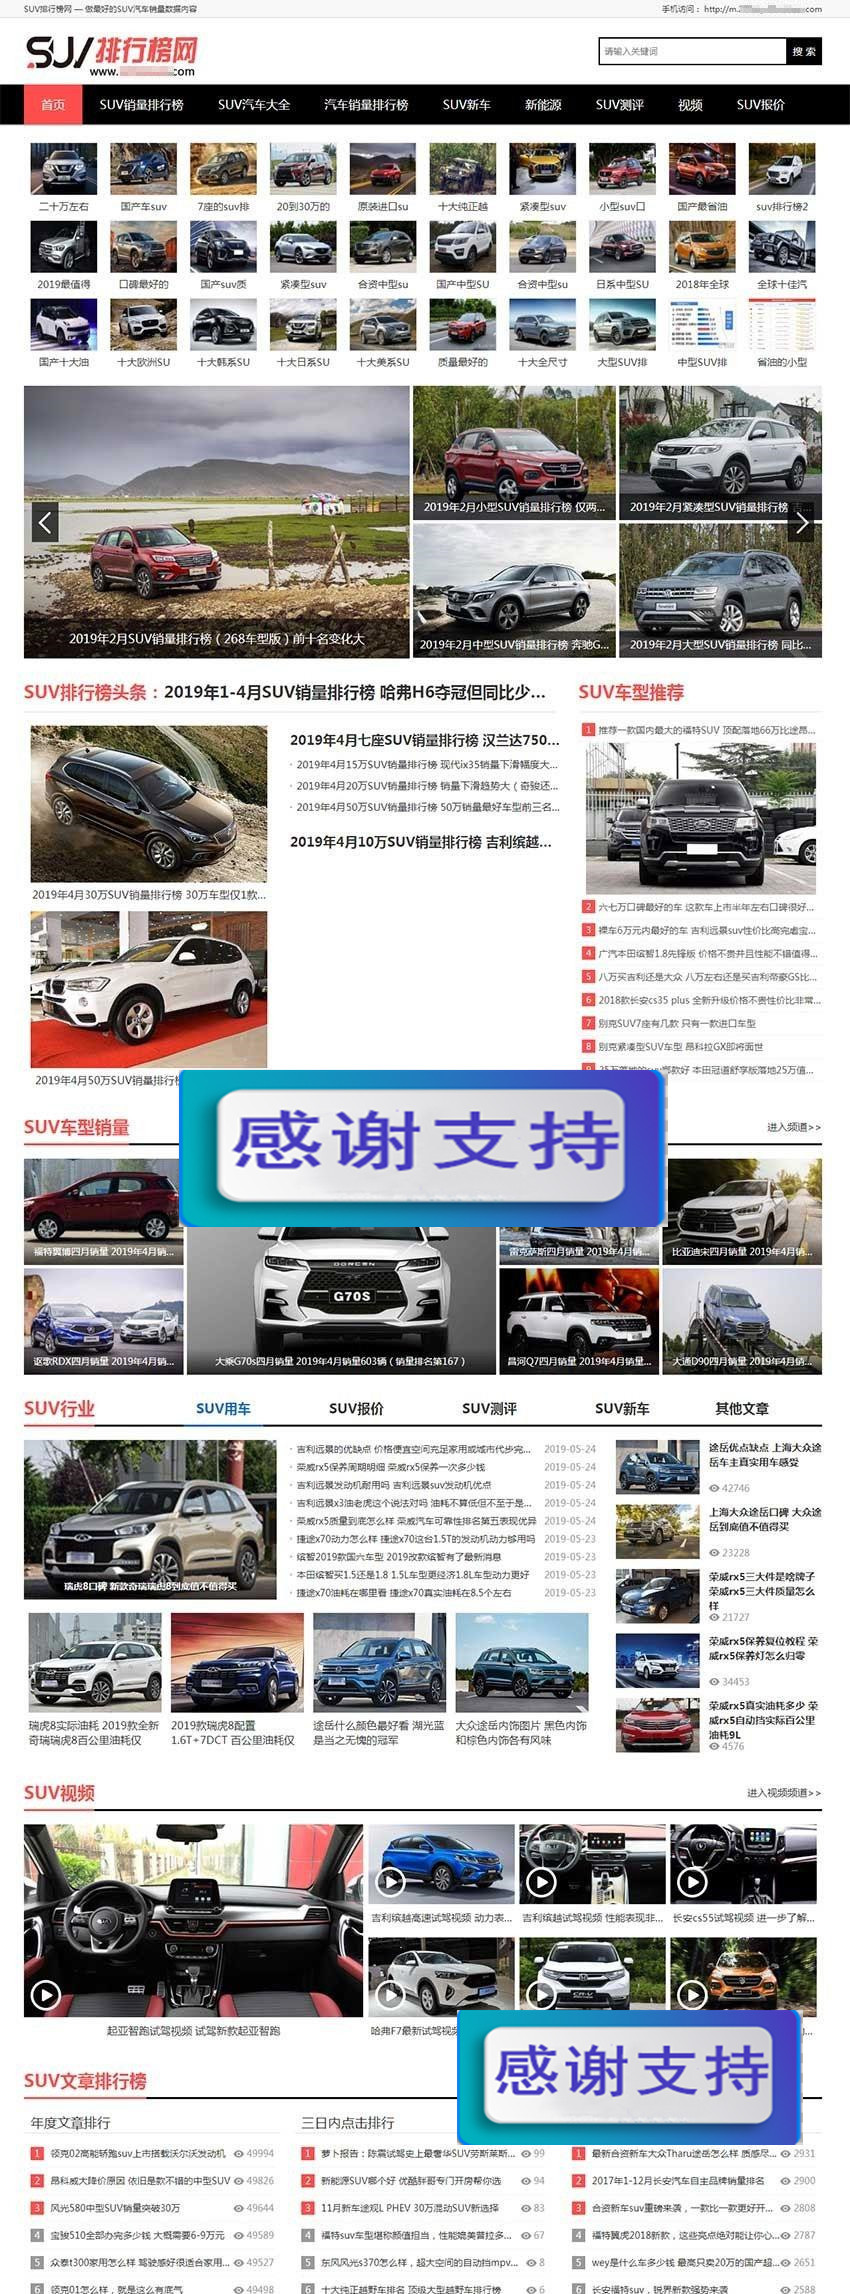 SUV排行榜网 — 做最好的SUV汽车销量数据内容
手机访问： http://m.2
com
SUV排行榜网
www.
com
请输入关键词
搜 索
首页 SUV销量排行榜 SUV汽车大全 汽车销量排行榜 SUV新车 新能源 SUV测评 视频 SUV报价
二十万左右 国产车suv 7座的suv排 20到30万的 原装进口su 十大纯正越 紧凑型suv 小型suv口 国产最省油 suv排行榜2
2019最值得 口碑最好的 国产suv质 紧凑型suv 合资中型su 国产中型SU 合资中型su 日系中型SU 2018年全球 全球十佳汽
国产十大油 十大欧洲SU 十大韩系SU 十大日系SU 十大美系SU 质量最好的 十大全尺寸 大型SUV排 中型SUV排 省油的小型
2019年2月小型SUV销量排行榜 仅两...
2019年2月紧凑型SUV销量排行榜
2019年2月SUV销量排行榜（268车型版）前十名变化大
2019年2月中型SUV销量排行榜 奔驰G...
2019年2月大型SUV销量排行榜 同比...
SUV排行榜头条：2019年1-4月SUV销量排行榜 哈弗H6夺冠但同比少...
2019年4月七座SUV销量排行榜 汉兰达750...
· 2019年4月15万SUV销量排行榜 现代ix35销量下滑幅度大...
· 2019年4月20万SUV销量排行榜 销量下滑趋势大（奇骏还...
· 2019年4月50万SUV销量排行榜 50万销量最好车型前三名...
2019年4月10万SUV销量排行榜 吉利缤越...
2019年4月30万SUV销量排行榜 30万车型仅1款...
2019年4月50万SUV销量排行
SUV车型推荐
1 推荐一款国内最大的福特SUV 顶配落地66万比途昂...
2 六七万口碑最好的车 这款车上市半年左右口碑很好...
3 裸车6万元内最好的车 吉利远景suv性价比高完虐宝...
4 广汽本田缤智1.8先锋版 价格不贵并且性能不错值得...
5 八万买吉利还是大众 八万左右还是买吉利帝豪GS比...
6 2018款长安cs35 plus 全新升级价格不贵性价比非常...
7 别克SUV7座有几款 只有一款进口车型
8 别克紧凑型SUV车型 昂科拉GX即将面世
本田冠道舒享版落地25万值...
感谢支持
SUV车型销量
进入频道>>
福特翼博四月销量 2019年4月销...
雷克萨斯四月销量 2019年4月销...
比亚迪宋四月销量 2019年4月销...
DORCEN
G70S
讴歌RDX四月销量 2019年4月销...
大乘G70s四月销量 2019年4月销量603辆（销量排名第167）
昌河Q7四月销量 2019年4月销量...
大通D90四月销量 2019年4月销...
SUV行业 SUV用车 SUV报价 SUV测评 SUV新车 其他文章
· 吉利远景的优缺点 价格便宜空间充足家用或城市代步完... 2019-05-24
· 荣威rx5保养周期明细 荣威rx5保养一次多少钱 2019-05-24
· 吉利远景发动机耐用吗 吉利远景suv发动机优点 2019-05-24
· 吉利远景x3油老虎这个说法对吗 油耗不算低但不至于是... 2019-05-24
· 荣威rx5质量到底怎么样 荣威汽车可靠性排名第五表现优异 2019-05-24
· 捷途x70动力怎么样 捷途x70这台1.5T的发动机动力够用吗 2019-05-23
· 缤智2019款国六车型 2019改款缤智有了最新消息 2019-05-23
· 本田缤智买1.5还是1.8 1.5L车型更经济1.8L车型动力更好 2019-05-23
· 捷途x70油耗在哪里看 捷途x70真实油耗在8.5个左右 2019-05-23
瑞虎8口碑 新款奇瑞瑞虎8到底值不值得买
瑞虎8实际油耗 2019款全新
奇瑞瑞虎8百公里油耗仅
2019款瑞虎8配置
1.6T+7DCT 百公里油耗仅
途岳什么颜色最好看 湖光蓝
是当之无愧的冠军
大众途岳内饰图片 黑色内饰
和棕色内饰各有风味
途岳优点缺点 上海大众途
岳车主真实用车感受
42746
上海大众途岳口碑 大众途
岳到底值不值得买
23228
荣威rx5三大件是啥牌子
荣威rx5三大件质量怎么
样
21727
荣威rx5保养复位教程 荣
威rx5保养灯怎么归零
34453
荣威rx5真实油耗多少 荣
威rx5自动挡实际百公里
油耗9L
4576
SUV视频
进入视频频道>>
吉利缤越高速试驾视频 动力表...
吉利缤越试驾视频 性能表现非...
长安cs55试驾视频 进一步了解...
起亚智跑试驾视频 试驾新款起亚智跑
哈弗F7最新试驾视
感谢支持
SUV文章排行榜
年度文章排行
1 领克02高能轿跑suv上市搭载沃尔沃发动机 49994
2 昂科威大降价原因 依旧是款不错的中型SUV 49826
3 风光580中型SUV销量突破30万 49644
4 宝骏510全部办完多少钱 大概需要6-9万元 49589
5 众泰t300家用怎么样 驾驶感好很适合家用... 49527
6 领克01怎么样，就是这么有底气 49498
三日内点击排行
1 萝卜报告：陈震试驾史上最奢华SUV劳斯莱斯... 99
2 新能源SUV哪个好 优酷胖哥专门开房帮你选 94
3 11月新车途观L PHEV 30万混动SUV新选择 83
4 福特suv车型堪称颜值担当，性能媲美普拉多... 67
5 东风风光s370怎么样，超大空间的自动挡mpv... 8
6 十大纯正越野车排名 顶级大型越野车排行榜 6
1 最新合资新车大众Tharu途岳怎么样 质感尽... 2931
2 2017年1-12月长安汽车自主品牌销量排名 2900
3 合资新车suv重磅来袭，一款比一款更好开... 2808
4 福特翼虎2018新款，这些亮点绝对能让你心... 2787
5 wey是什么车多少钱 最高只卖20万的国产超... 2651
6 长安福特suv，锐界新款强势来袭 2588